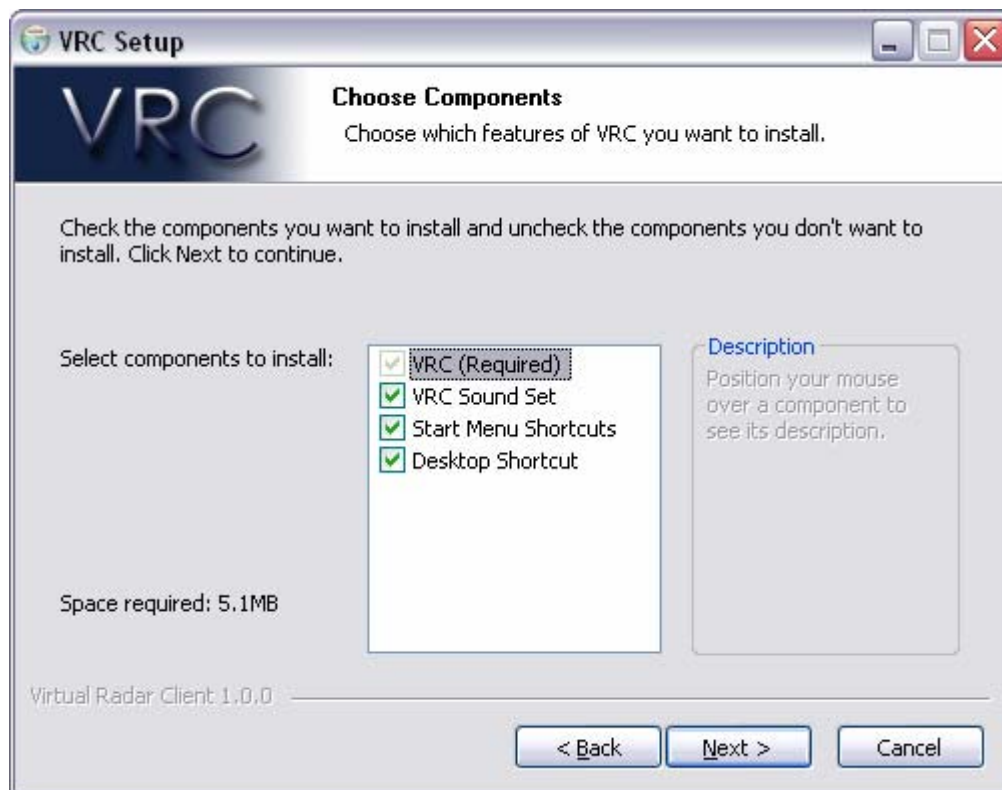 VRC Setup
VRC
Choose Components
Choose which features of VRC you want to install.
Check the components you want to install and uncheck the components you don't want to
install. Click Next to continue.
Select components to install:
VRC (Required)
VRC Sound Set
Start Menu Shortcuts
Desktop Shortcut
Description
Position your mouse
over a component to
see its description.
Space required: 5.1MB
Virtual Radar Client 1.0.0
< Back
Next >
Cancel